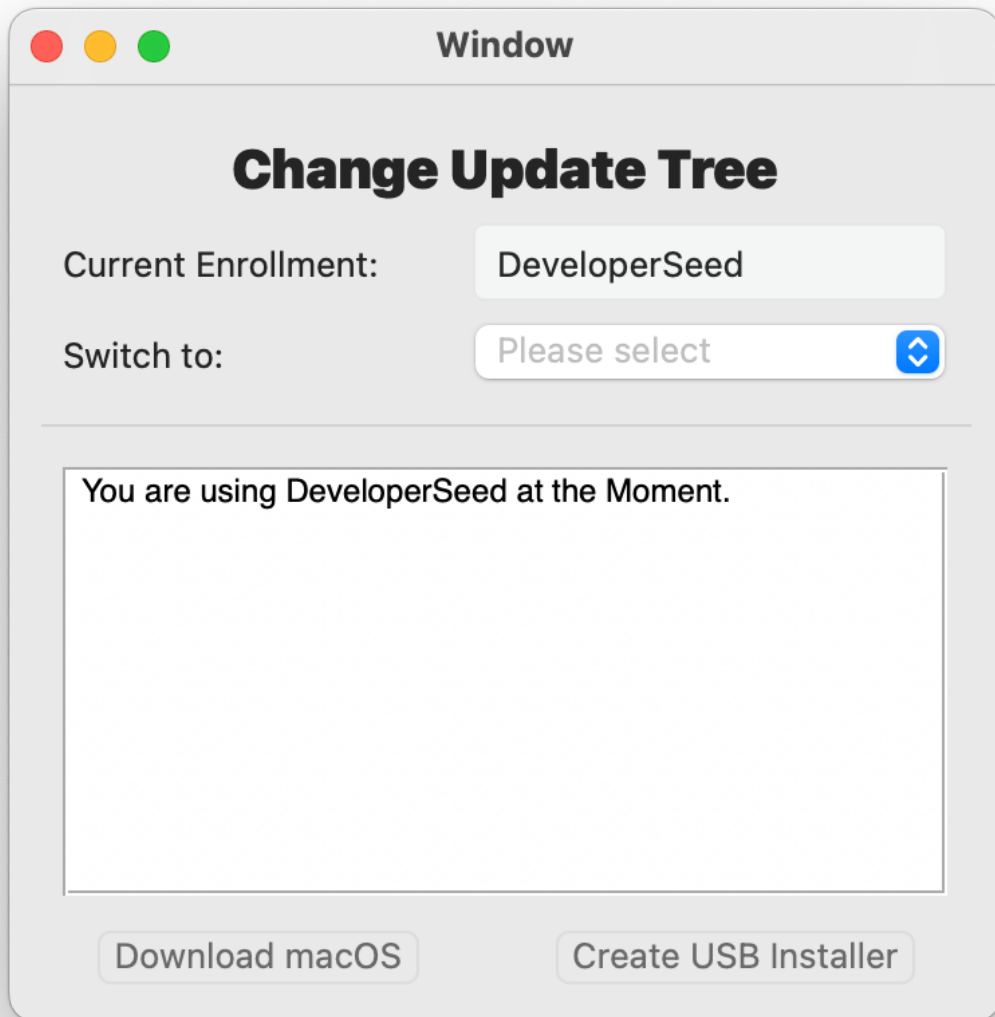 Window
Change Update Tree
Current Enrollment: DeveloperSeed
Switch to: Please select
You are using DeveloperSeed at the Moment.
Download macOS Create USB Installer